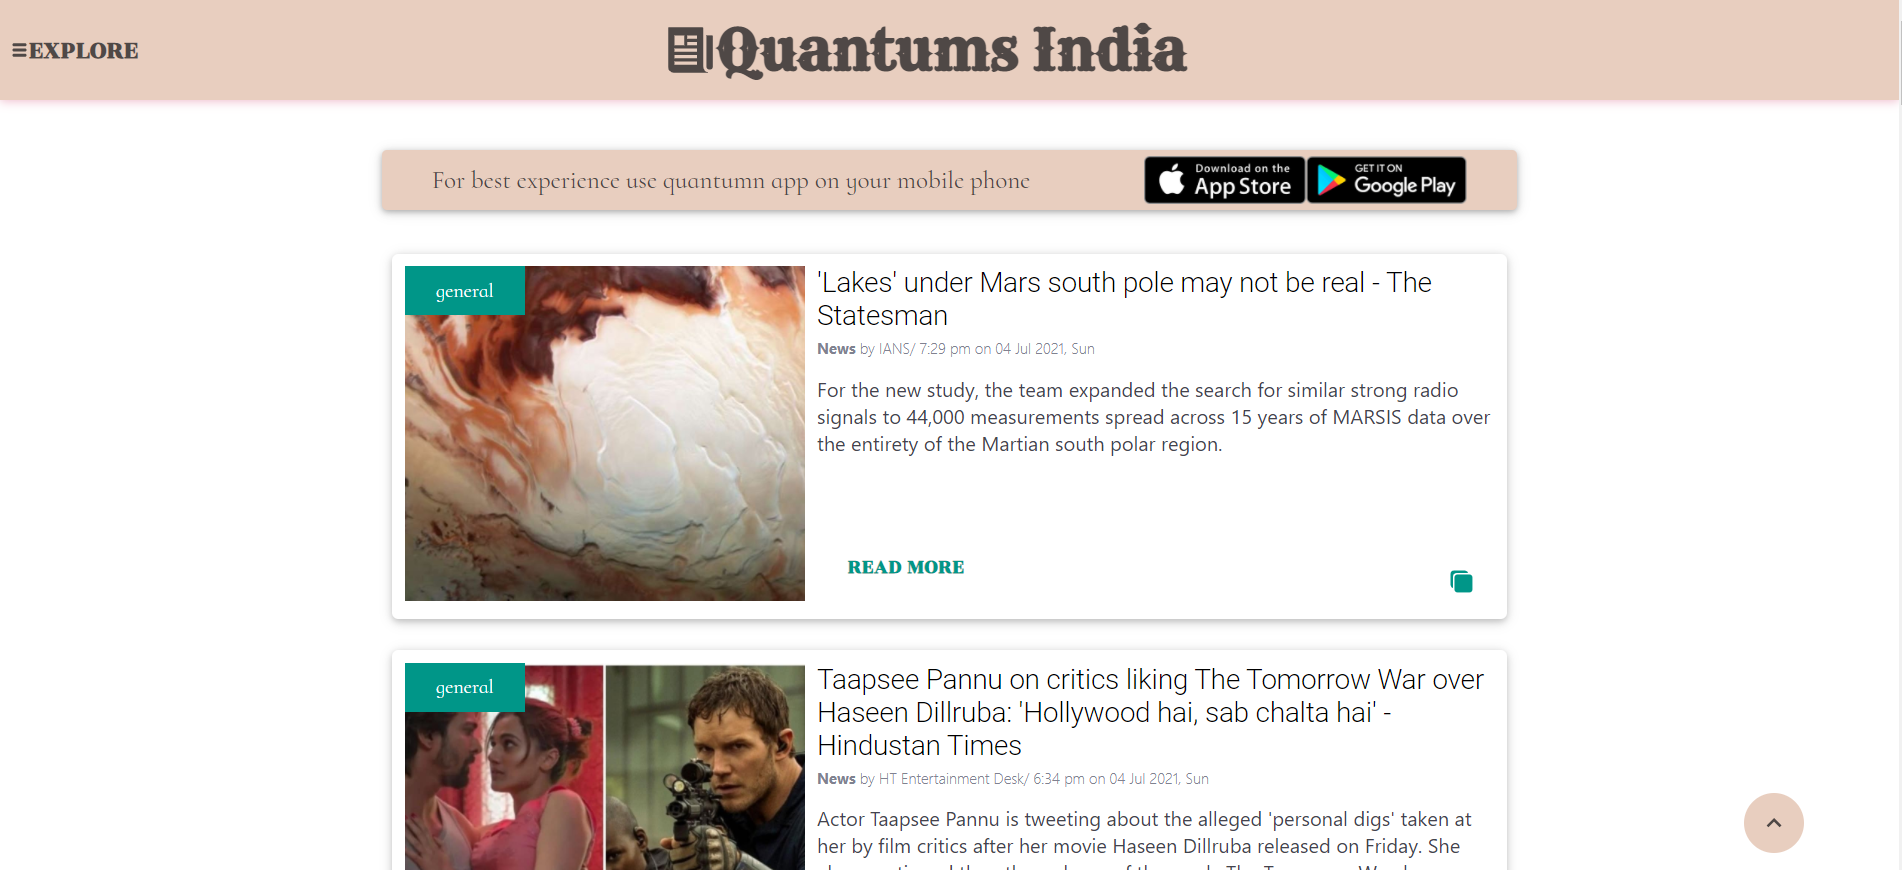 EXPLORE
Quantums India
For best experience use quantumn app on your mobile phone
Download on the
App Store
GET IT ON
Google Play
general
'Lakes' under Mars south pole may not be real - The
Statesman
News by IANS/ 7:29 pm on 04 Jul 2021, Sun
For the new study, the team expanded the search for similar strong radio
signals to 44,000 measurements spread across 15 years of MARSIS data over
the entirety of the Martian south polar region.
READ MORE
general
Taapsee Pannu on critics liking The Tomorrow War over
Haseen Dillruba: 'Hollywood hai, sab chalta hai' -
Hindustan Times
News by HT Entertainment Desk/ 6:34 pm on 04 Jul 2021, Sun
Actor Taapsee Pannu is tweeting about the alleged 'personal digs' taken at
her by film critics after her movie Haseen Dillruba released on Friday. She